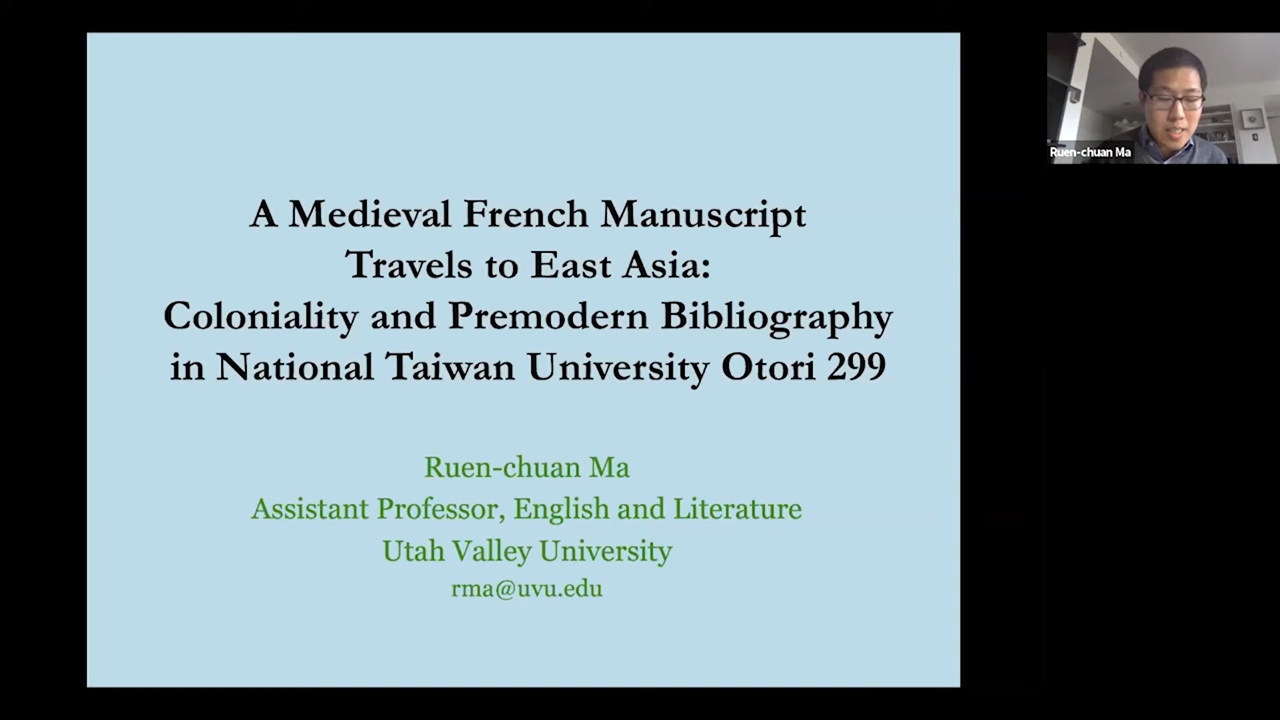 A Medieval French Manuscript
Travels to East Asia:
Coloniality and Premodern Bibliography
in National Taiwan University Otori 299
Ruen-chuan Ma
Assistant Professor, English and Literature
Utah Valley University
rma@uvu.edu
Ruen-chuan Ma